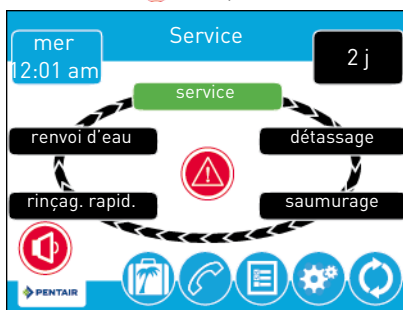 mer
12:01 am
Service
2 j
service
renvoi d'eau
détassage
rinçag. rapid.
saumurage
PENTAIR